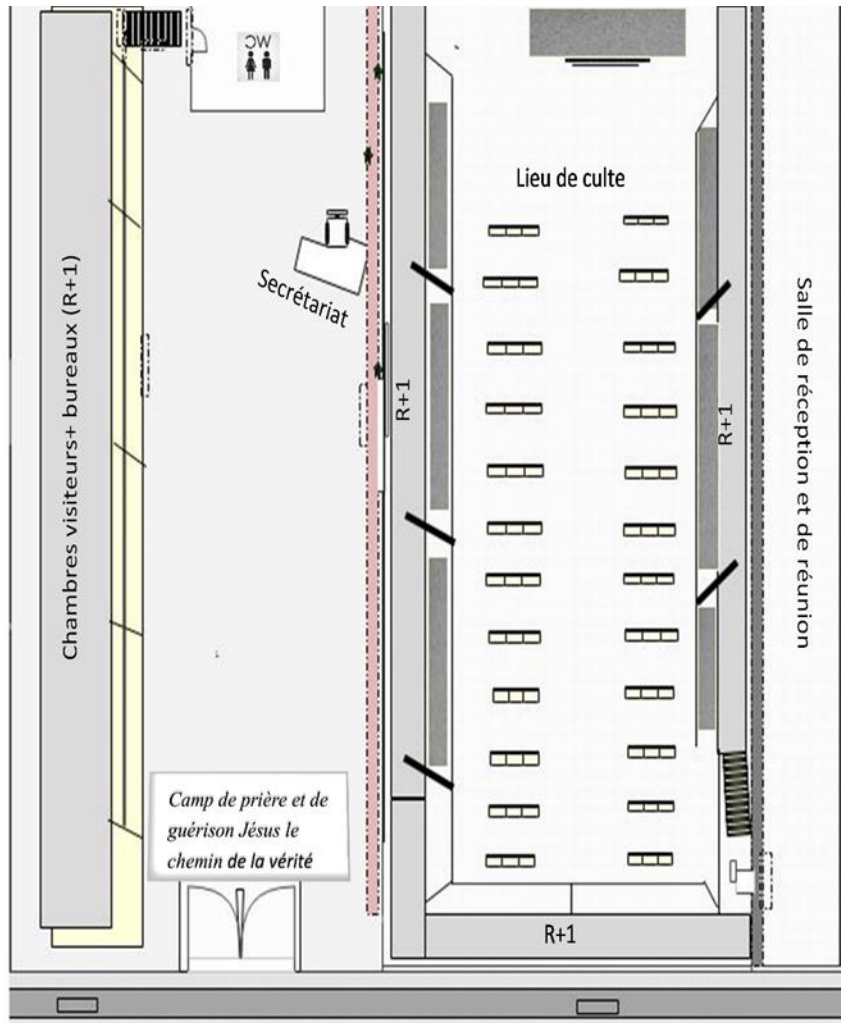 WC
Lieu de culte
Secrétariat
Chambres visiteurs+ bureaux (R+1)
R+1
R+1
Salle de réception et de réunion
Camp de prière et de
guérison Jésus le
chemin de la vérité
R+1